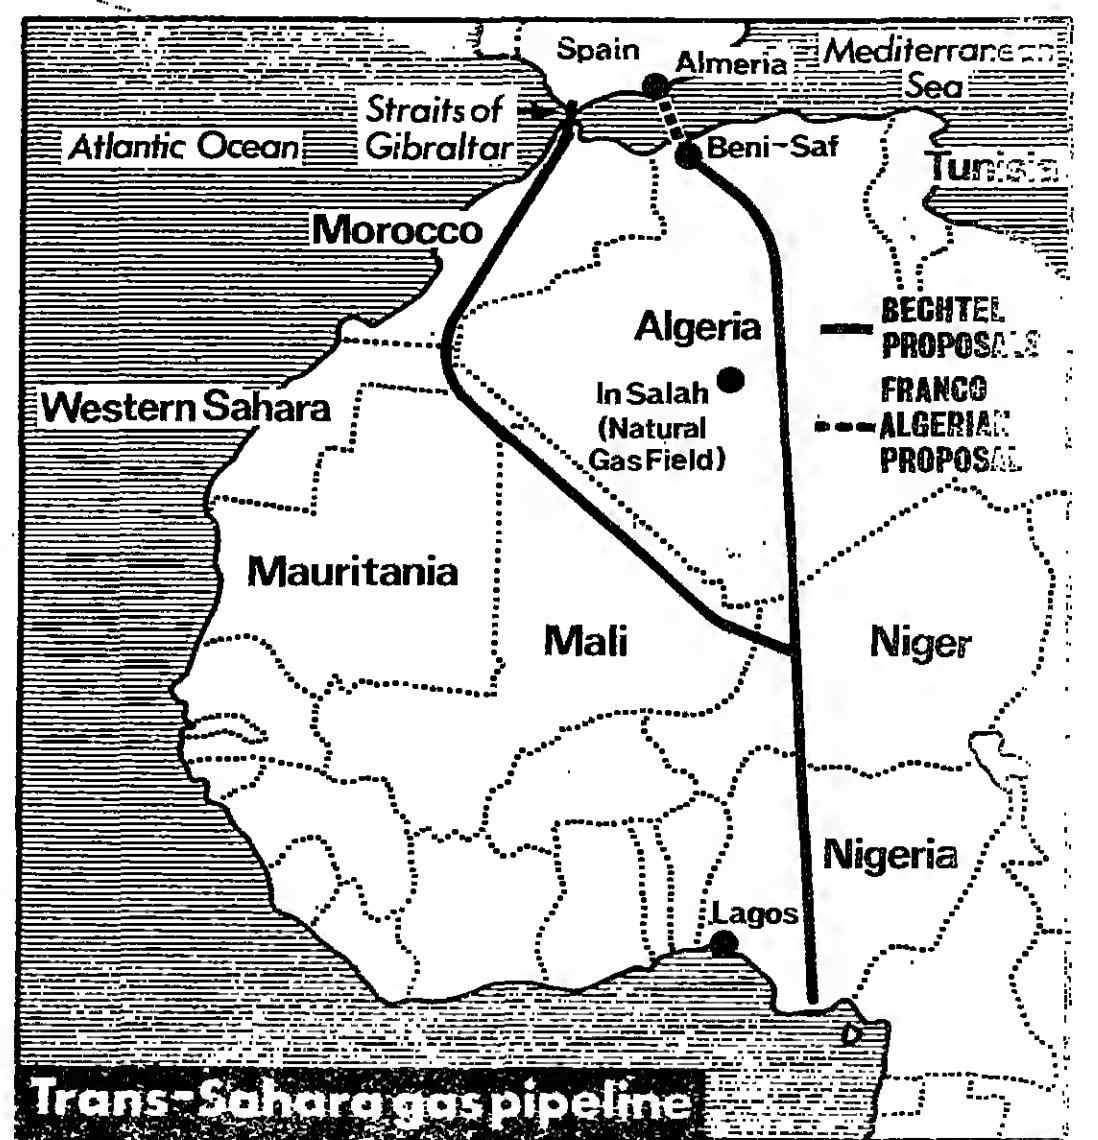 Spain
Almeria
Mediterranean
Sea
Straits of
Gibraltar
Atlantic Ocean
Beni-Saf
Tunisia
Morocco
Algeria
BECHTEL
PROPOSALS
In Salah
(Natural
Gas Field)
FRANCO
ALGERIAN
PROPOSAL
Western Sahara
Mauritania
Mali
Niger
Nigeria
Lagos
Trans-Sahara gas pipeline